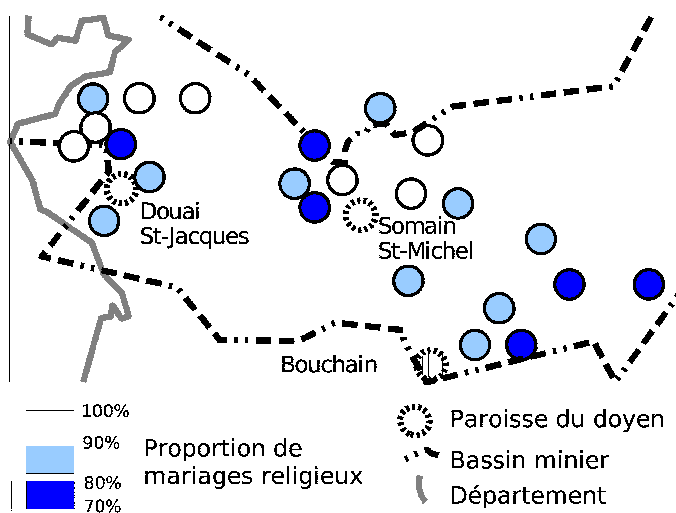 Douai
St-Jacques
Somain
St-Michel
Bouchain
100%
90%
80%
70%
Proportion de
mariages religieux
Paroisse du doyen
Bassin minier
Département